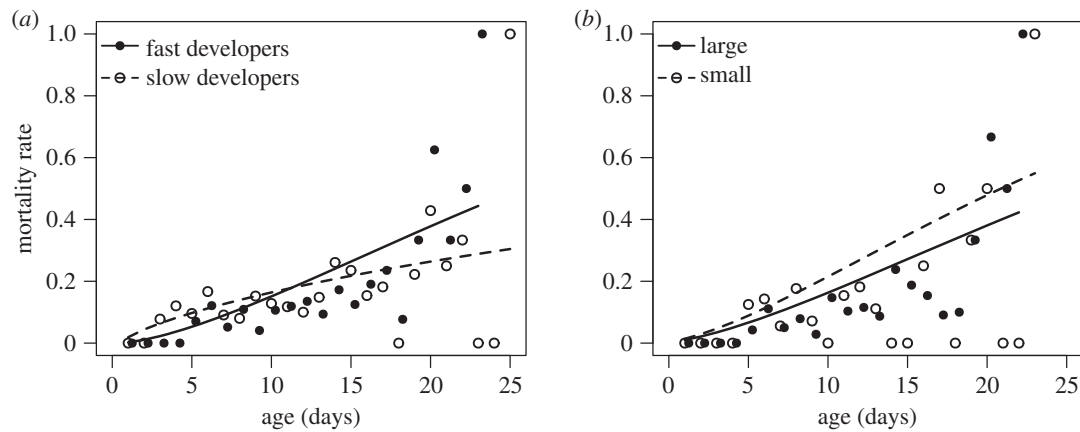 (a)
1.0
0.8
0.6
0.4
0.2
0
mortality rate
fast developers
slow developers
0 5 10 15 20 25
age (days)
(b)
1.0
0.8
0.6
0.4
0.2
0
large
small
0 5 10 15 20 25
age (days)